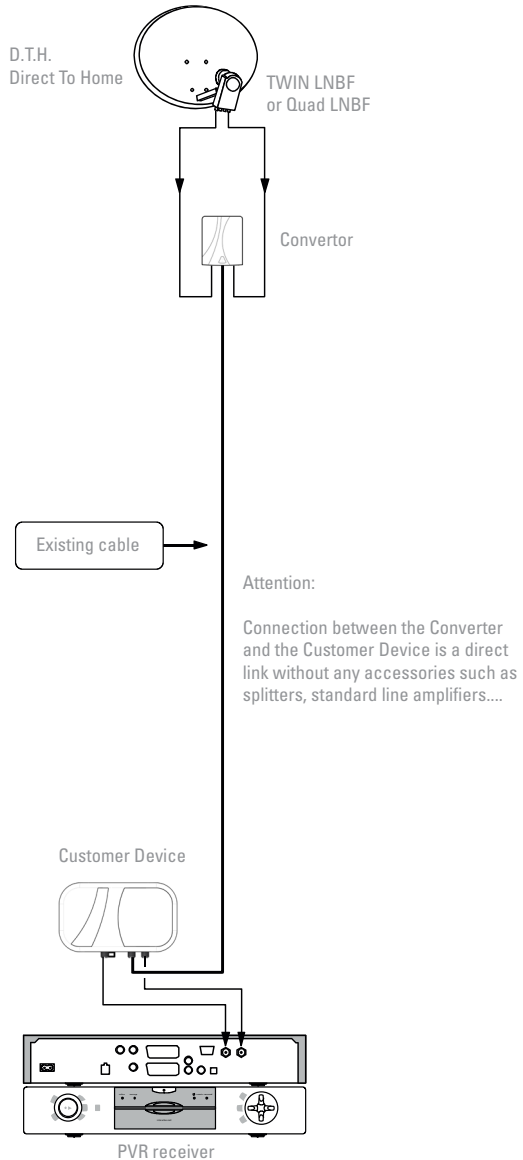 D.T.H.
Direct To Home
TWIN LNBF
or Quad LNBF
Convertor
Existing cable
Attention:
Connection between the Converter
and the Customer Device is a direct
link without any accessories such as
splitters, standard line amplifiers....
Customer Device
PVR receiver